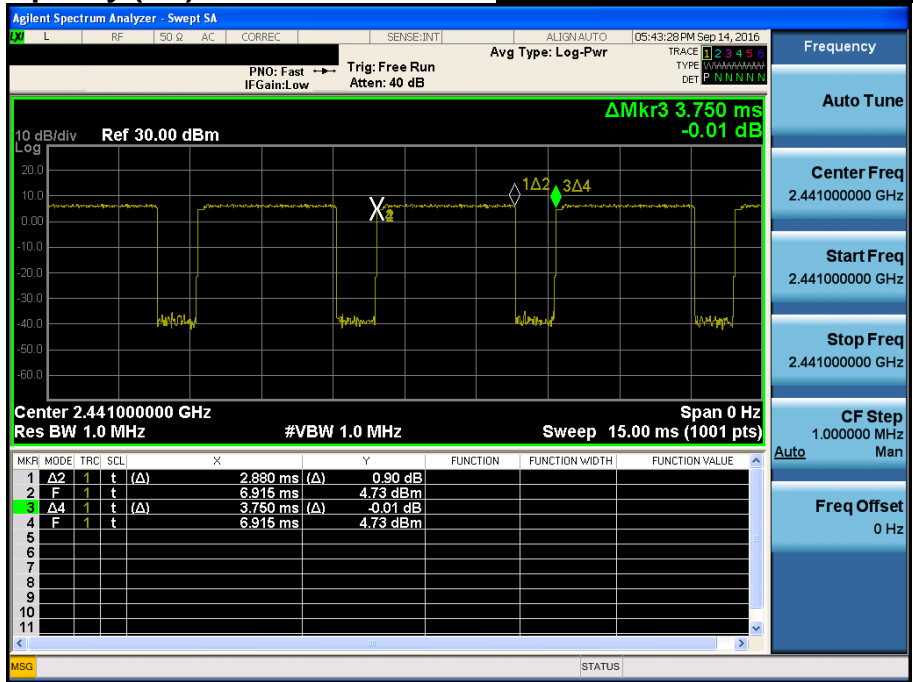 Agilent Spectrum Analyzer - Swept SA
LXI L RF 50 Ω AC CORREC SENSE:INT ALIGN AUTO 05:43:28 PM Sep 14, 2016
PNO: Fast Trig: Free Run Avg Type: Log-Pwr TRACE 1 2 3 4 5 6
TYPE
IFGain:Low Atten: 40 dB DET P N N N N N
ΔMkr3 3.750 ms
-0.01 dB
10 dB/div Ref 30.00 dBm
Log
20.0
10.0
0.00
-10.0
-20.0
-30.0
-40.0
-50.0
-60.0
1Δ2 3Δ4
Center 2.441000000 GHz Span 0 Hz
Res BW 1.0 MHz #VBW 1.0 MHz Sweep 15.00 ms (1001 pts)
MKR MODE TRC SCL X Y FUNCTION FUNCTION WIDTH FUNCTION VALUE
1 Δ2 1 t (Δ) 2.880 ms (Δ) 0.90 dB
2 F 1 t 6.915 ms 4.73 dBm
3 Δ4 1 t (Δ) 3.750 ms (Δ) -0.01 dB
4 F 1 t 6.915 ms 4.73 dBm
5
6
7
8
9
10
11
MSG STATUS
Frequency
Auto Tune
Center Freq
2.441000000 GHz
Start Freq
2.441000000 GHz
Stop Freq
2.441000000 GHz
CF Step
1.000000 MHz
Auto Man
Freq Offset
0 Hz